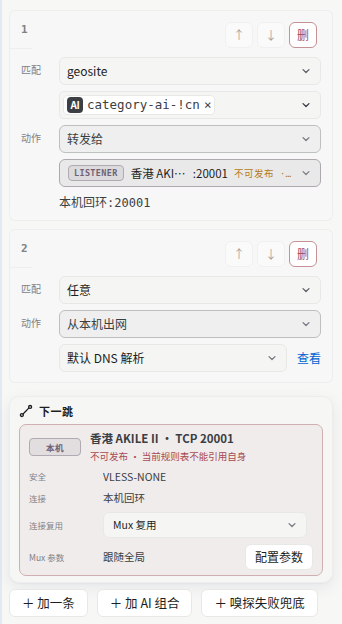 1 ↑ ↓ 删
匹配 geosite
AI category-ai-!cn ×
动作 转发给
LISTENER 香港 AKI… :20001 不可发布 ·…
本机回环:20001
2 ↑ ↓ 删
匹配 任意
动作 从本机出网
默认 DNS 解析 查看
下一跳
本机 香港 AKILE II · TCP 20001
不可发布 · 当前规则表不能引用自身
安全 VLESS-NONE
连接 本机回环
连接复用 Mux 复用
Mux 参数 跟随全局 配置参数
＋ 加一条 ＋ 加 AI 组合 ＋ 嗅探失败兜底